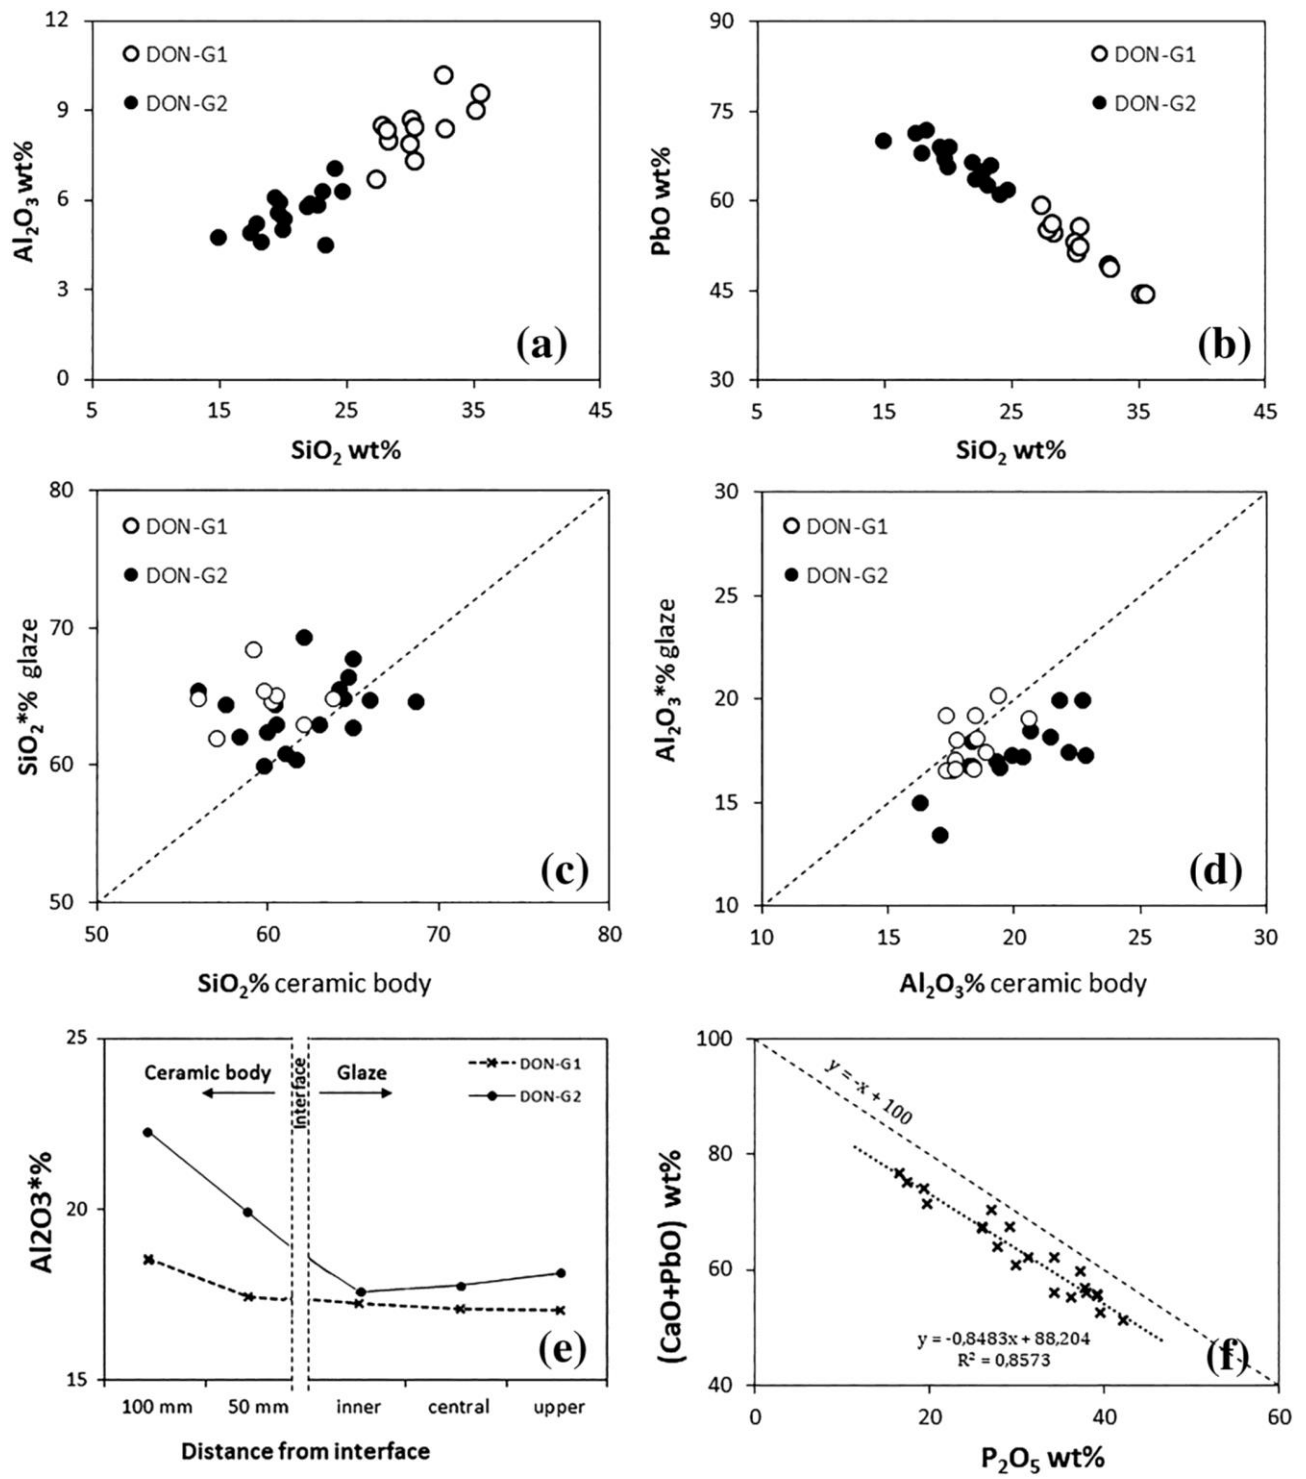 12
9
6
3
0
Al₂O₃ wt%
DON-G1
DON-G2
(a)
5 15 25 35 45
SiO₂ wt%
90
75
60
45
30
PbO wt%
DON-G1
DON-G2
(b)
5 15 25 35 45
SiO₂ wt%
80
70
60
50
SiO₂*% glaze
DON-G1
DON-G2
(c)
50 60 70 80
SiO₂% ceramic body
30
25
20
15
10
Al₂O₃*% glaze
DON-G1
DON-G2
(d)
10 15 20 25 30
Al₂O₃% ceramic body
25
20
15
Al2O3*%
Ceramic body
Interface
Glaze
DON-G1
DON-G2
(e)
100 mm 50 mm inner central upper
Distance from interface
100
80
60
40
(CaO+PbO) wt%
y = -x + 100
y = -0,8483x + 88,204
R² = 0,8573
(f)
0 20 40 60
P₂O₅ wt%